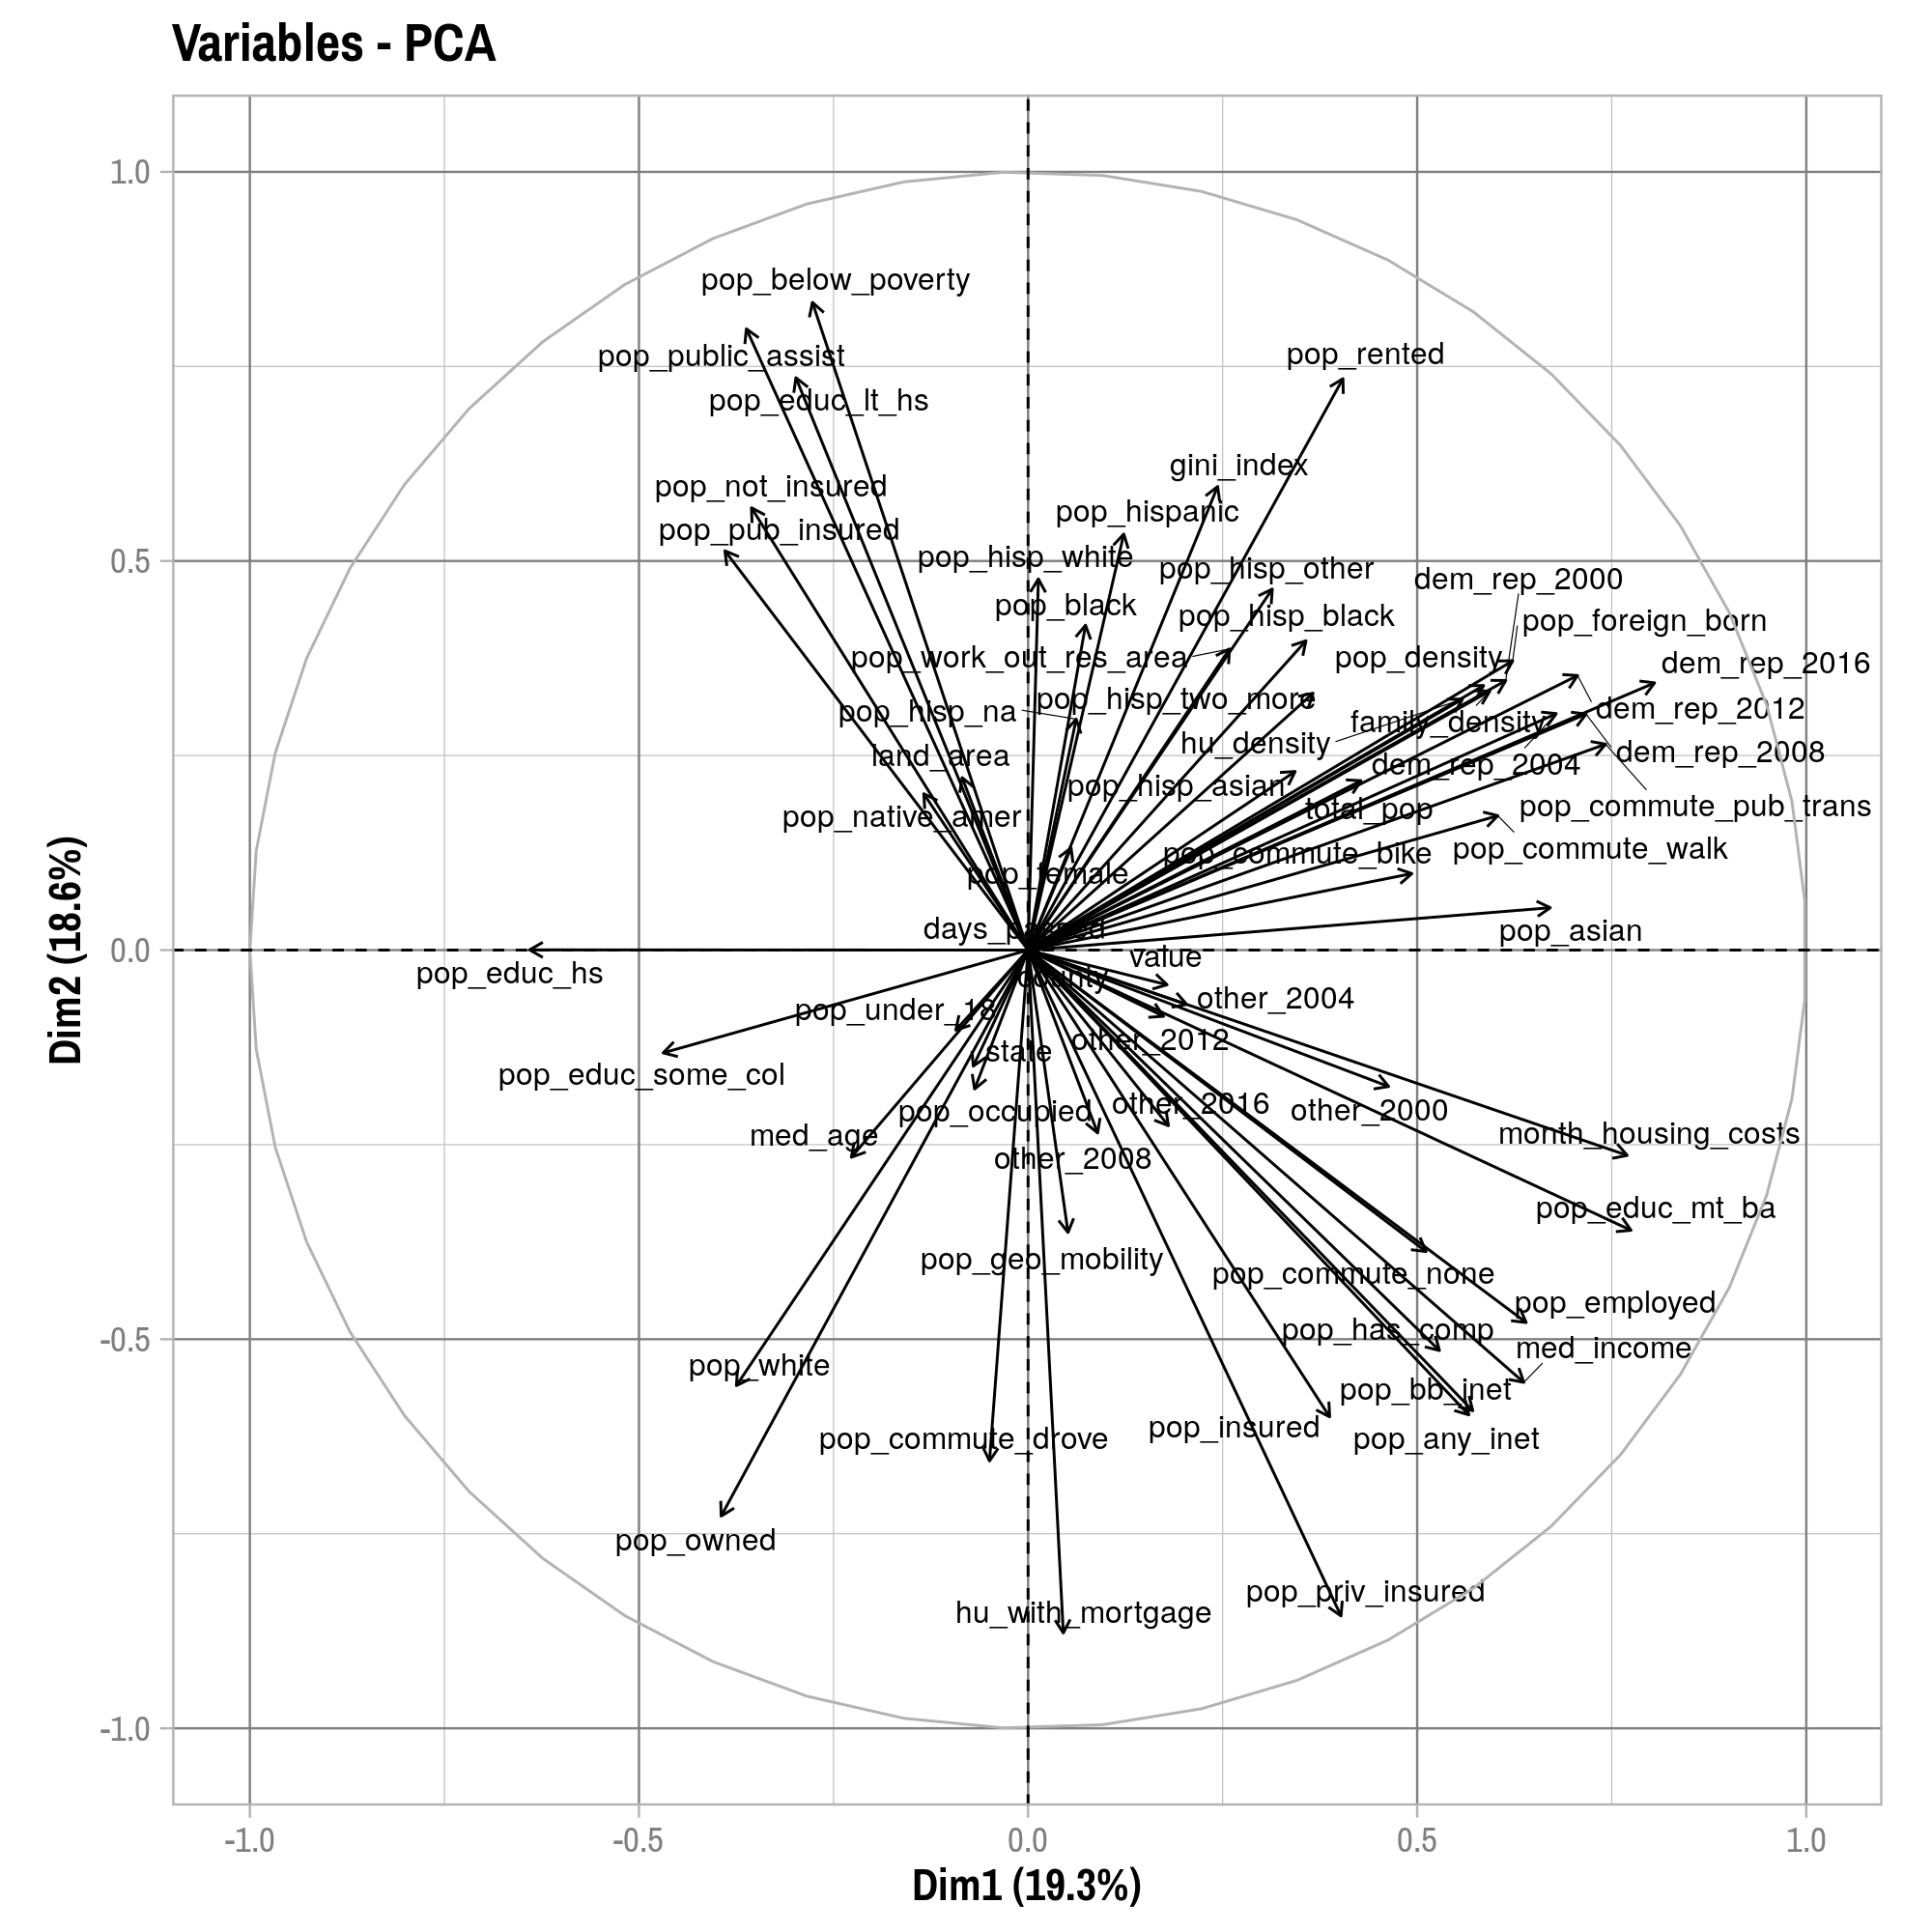 Variables - PCA
1.0
pop_below_poverty
pop_public_assist
pop_rented
pop_educ_lt_hs
gini_index
pop_not_insured
pop_hispanic
pop_pub_insured
0.5
pop_hisp_white
pop_hisp_other
dem_rep_2000
pop_black
pop_hisp_black
pop_foreign_born
pop_work_out_res_area
pop_density
dem_rep_2016
pop_hisp_two_more
pop_hisp_na
dem_rep_2012
family_density
hu_density
dem_rep_2008
land_area
dem_rep_2004
pop_hisp_asian
total_pop
pop_commute_pub_trans
pop_native_amer
pop_commute_bike
pop_commute_walk
pop_female
days_passed
pop_asian
0.0
value
pop_educ_hs
county
other_2004
pop_under_18
other_2012
state
pop_educ_some_col
other_2016
pop_occupied
other_2000
med_age
month_housing_costs
other_2008
pop_educ_mt_ba
pop_geo_mobility
pop_commute_none
pop_employed
-0.5
pop_has_comp
med_income
pop_white
pop_bb_inet
pop_insured
pop_commute_drove
pop_any_inet
pop_owned
pop_priv_insured
hu_with_mortgage
-1.0
-1.0
-0.5
0.0
0.5
1.0
Dim1 (19.3%)
Dim2 (18.6%)